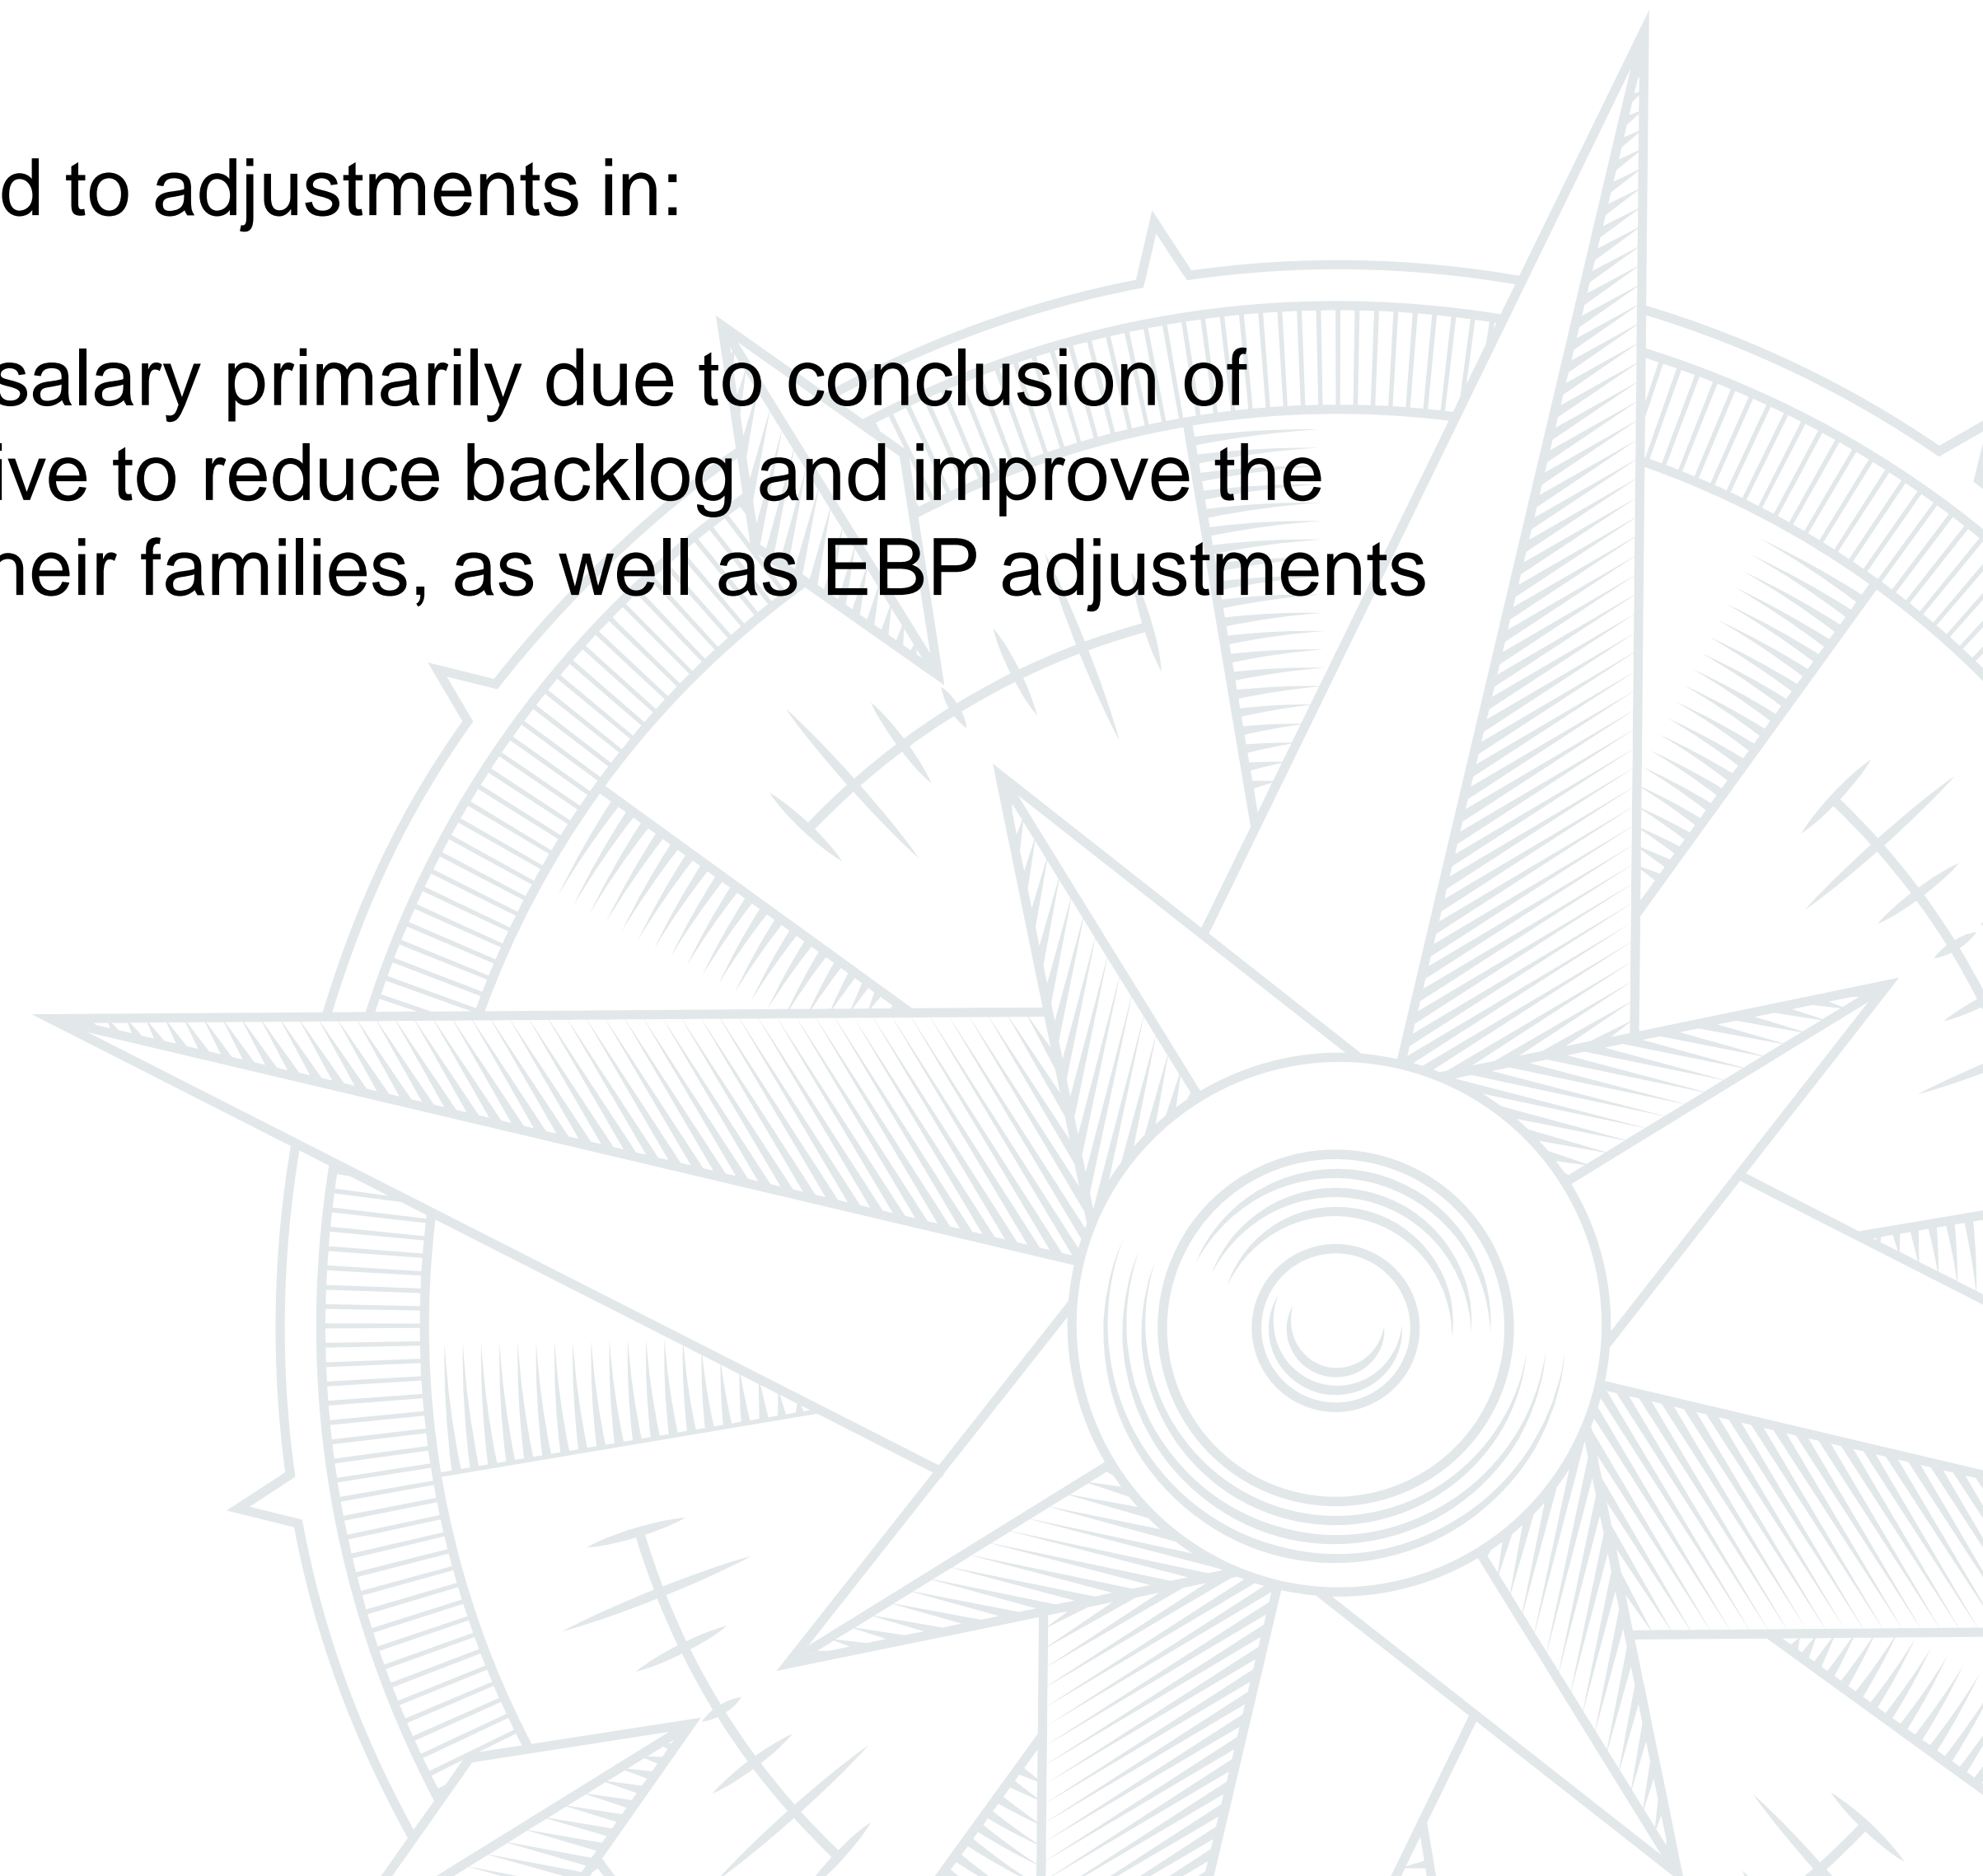 d to adjustments in:
salary primarily due to conclusion of
ive to reduce backlog and improve the
heir families, as well as EBP adjustments